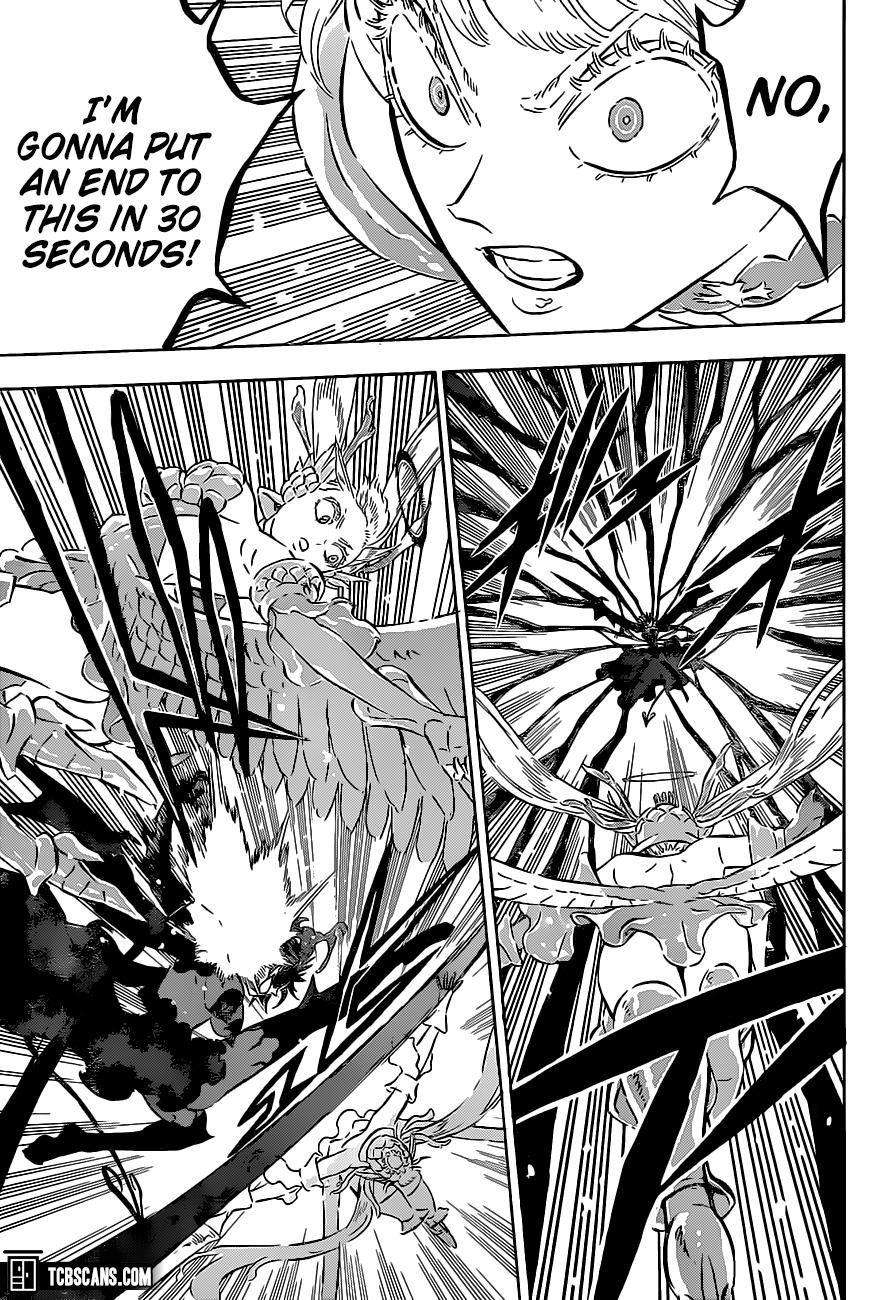 NO,
I'M
GONNA PUT
AN END TO
THIS IN 30
SECONDS!
TCBSCANS.COM